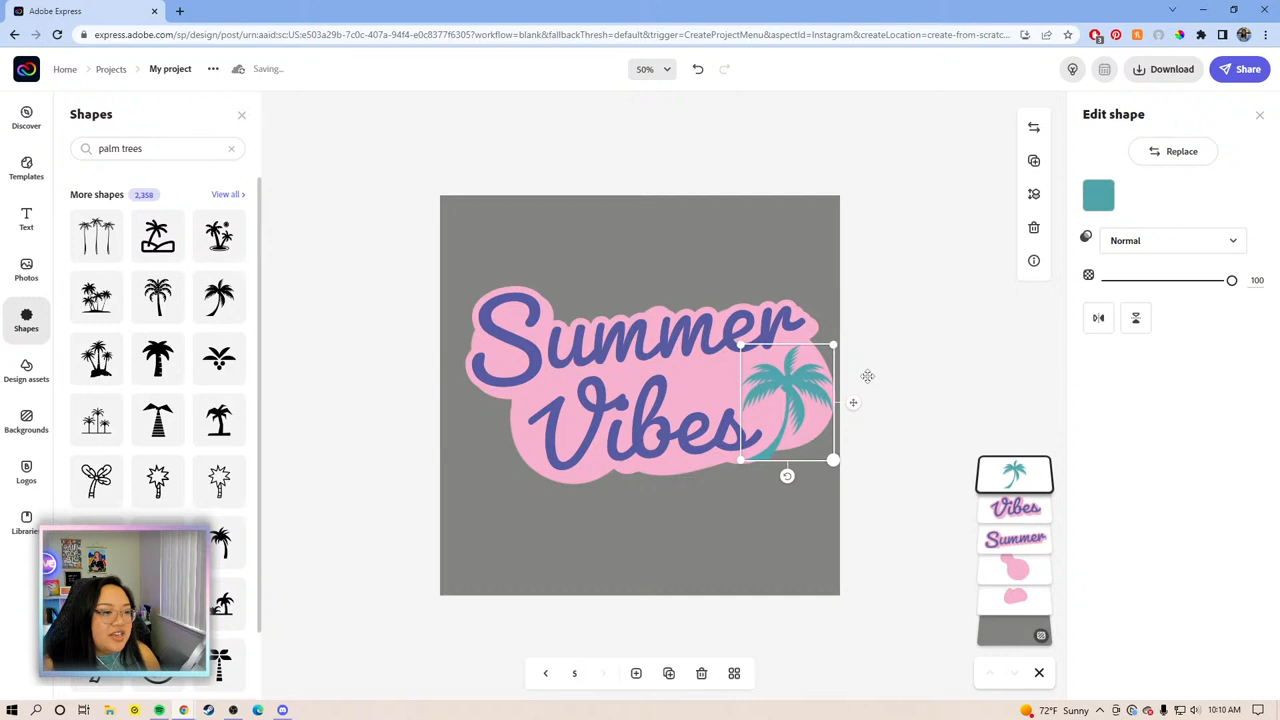 Adobe Express
express.adobe.com/sp/design/post/urn:aaid:sc:US:e503a29b-7c0c-407a-94f4-e0c8377f6305?workflow=blank&fallbackThresh=default&trigger=CreateProjectMenu&aspectId=Instagram&createLocation=create-from-scratc...
Home
Projects
My project
Saving...
50%
Download
Share
Discover
Templates
Text
Photos
Shapes
Design assets
Backgrounds
Logos
Libraries
Shapes
palm trees
More shapes
2,358
View all
Summer
Vibes
Edit shape
Replace
Normal
100
Vibes
Summer
5
72°F Sunny
10:10 AM